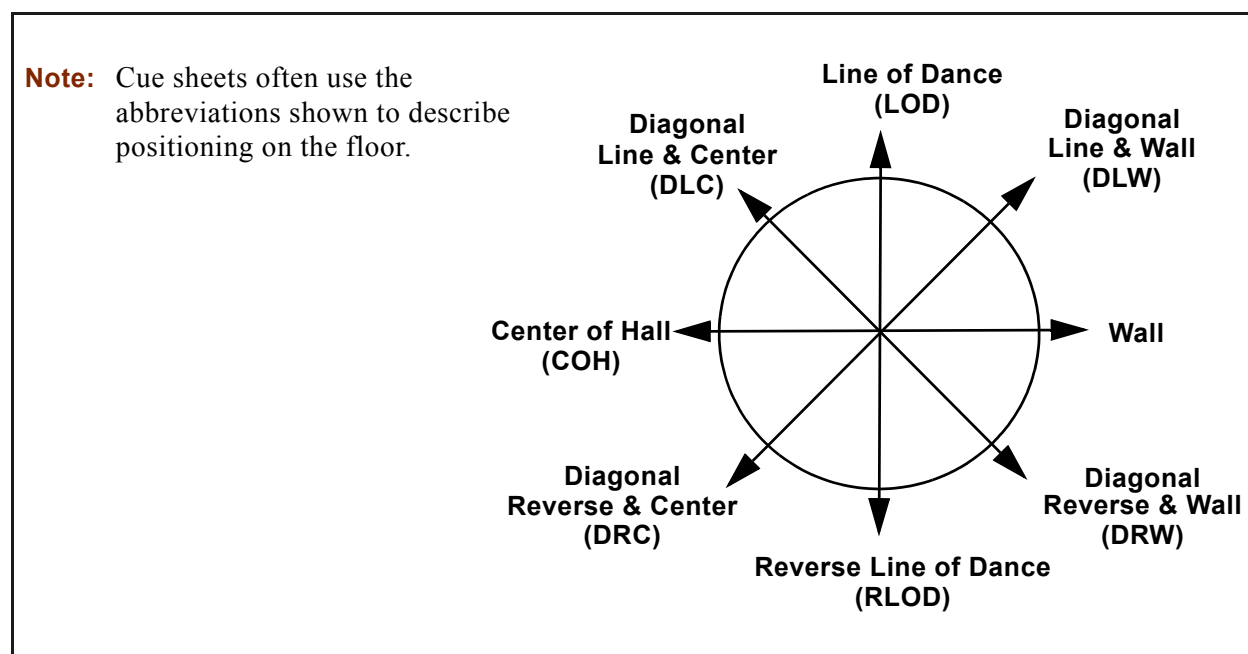 Note: Cue sheets often use the
abbreviations shown to describe
positioning on the floor.
Line of Dance
(LOD)
Diagonal
Line & Center
(DLC)
Diagonal
Line & Wall
(DLW)
Center of Hall
(COH)
Wall
Diagonal
Reverse & Center
(DRC)
Diagonal
Reverse & Wall
(DRW)
Reverse Line of Dance
(RLOD)